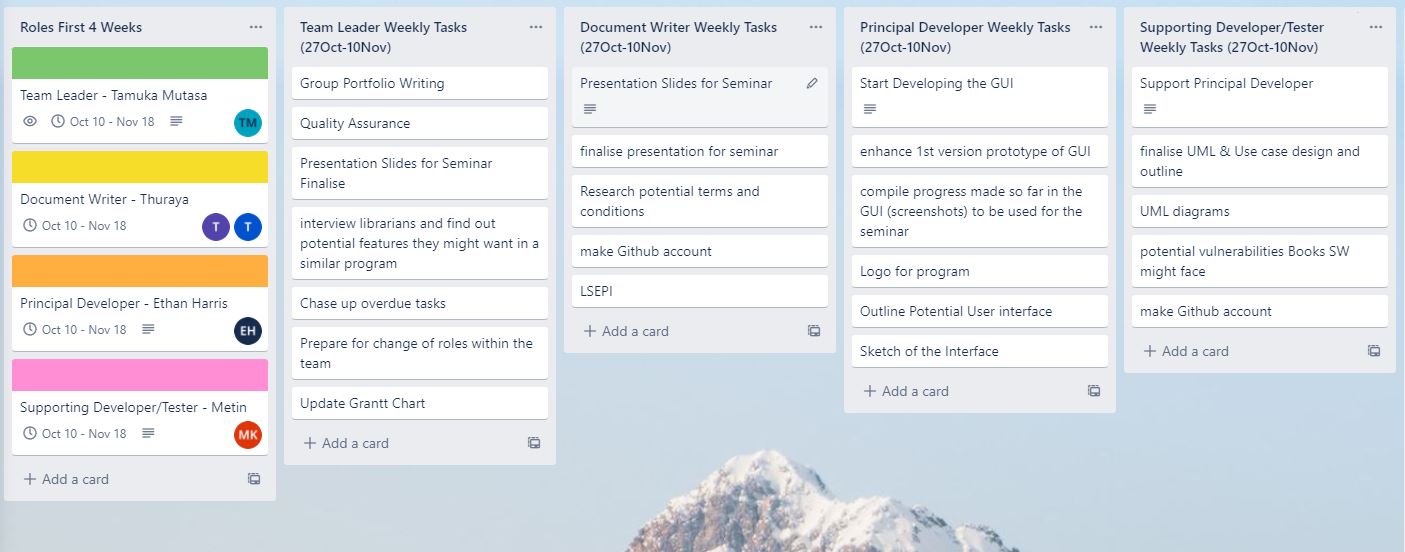 Roles First 4 Weeks
Team Leader - Tamuka Mutasa
Oct 10 - Nov 18
TM
Document Writer - Thuraya
Oct 10 - Nov 18
T
T
Principal Developer - Ethan Harris
Oct 10 - Nov 18
EH
Supporting Developer/Tester - Metin
Oct 10 - Nov 18
MK
+ Add a card
Team Leader Weekly Tasks
(27Oct-10Nov)
Group Portfolio Writing
Quality Assurance
Presentation Slides for Seminar
Finalise
interview librarians and find out
potential features they might want in a
similar program
Chase up overdue tasks
Prepare for change of roles within the
team
Update Grantt Chart
+ Add a card
Document Writer Weekly Tasks
(27Oct-10Nov)
Presentation Slides for Seminar
finalise presentation for seminar
Research potential terms and
conditions
make Github account
LSEPI
+ Add a card
Principal Developer Weekly Tasks
(27Oct-10Nov)
Start Developing the GUI
enhance 1st version prototype of GUI
compile progress made so far in the
GUI (screenshots) to be used for the
seminar
Logo for program
Outline Potential User interface
Sketch of the Interface
+ Add a card
Supporting Developer/Tester
Weekly Tasks (27Oct-10Nov)
Support Principal Developer
finalise UML & Use case design and
outline
UML diagrams
potential vulnerabilities Books SW
might face
make Github account
+ Add a card